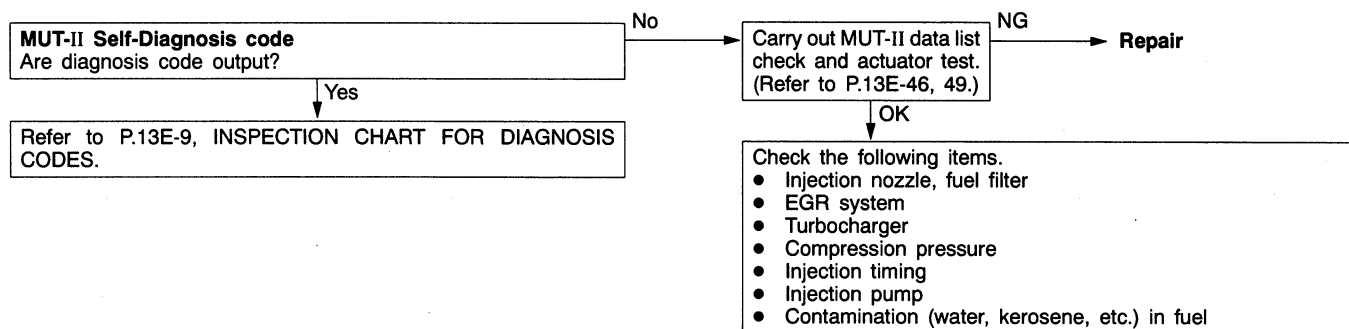 MUT-II Self-Diagnosis code
Are diagnosis code output?
No
Carry out MUT-II data list
check and actuator test.
(Refer to P.13E-46, 49.)
NG
Repair
Yes
OK
Refer to P.13E-9, INSPECTION CHART FOR DIAGNOSIS
CODES.
Check the following items.
● Injection nozzle, fuel filter
● EGR system
● Turbocharger
● Compression pressure
● Injection timing
● Injection pump
● Contamination (water, kerosene, etc.) in fuel